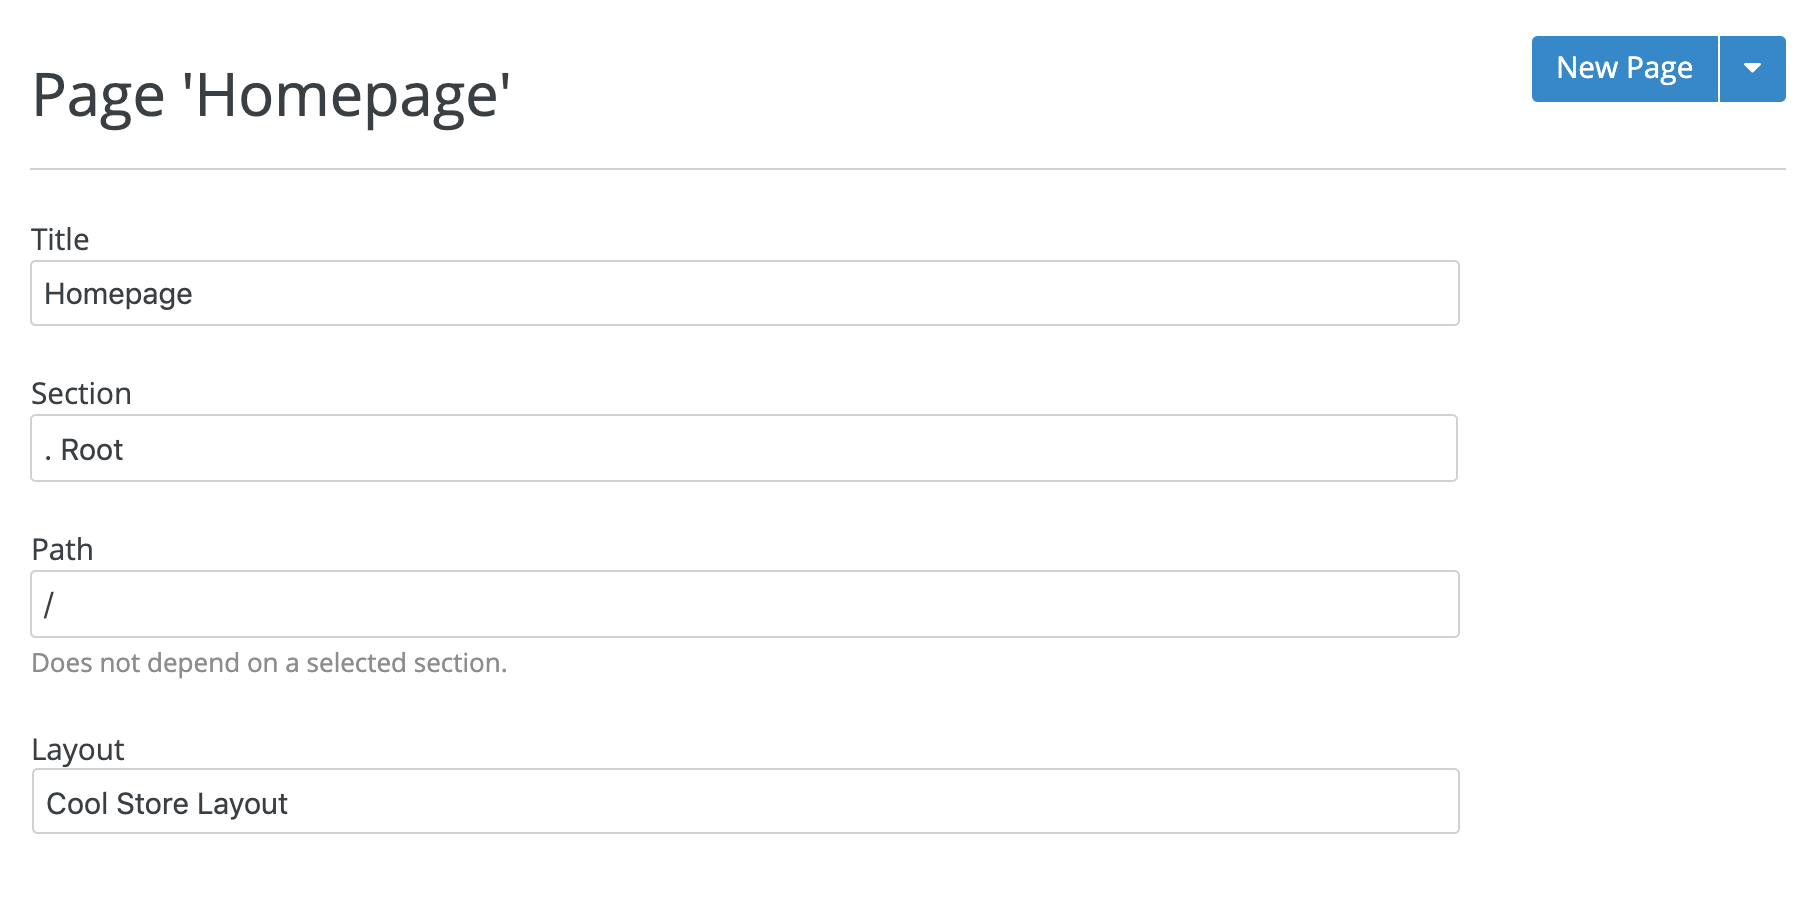 Page 'Homepage'
New Page
Title
Homepage
Section
. Root
Path
/
Does not depend on a selected section.
Layout
Cool Store Layout